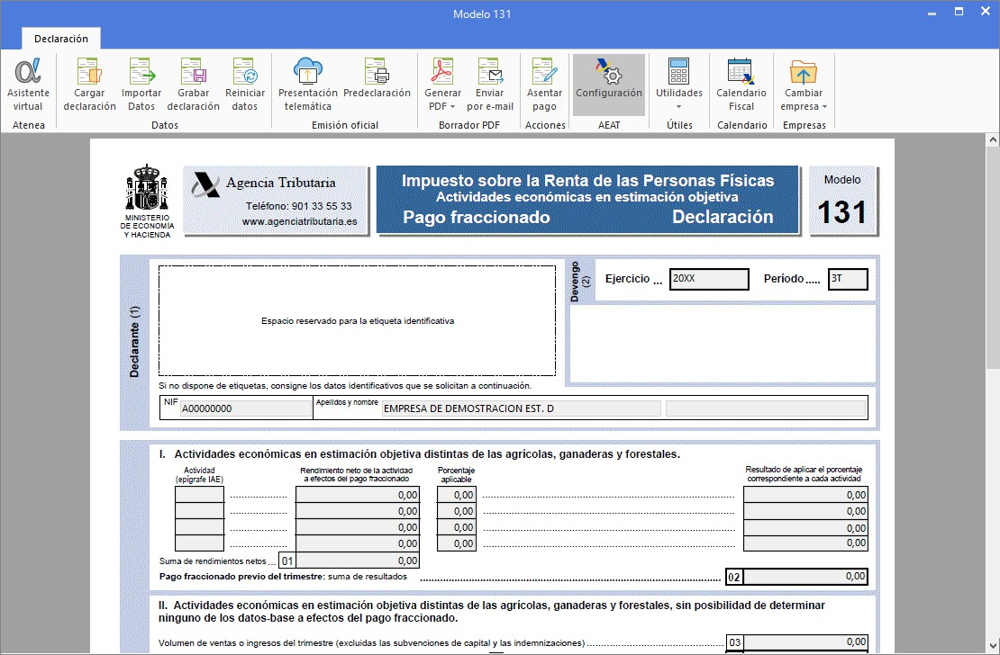 Modelo 131
Declaración
Asistente virtual
Cargar declaración
Importar Datos
Grabar declaración
Reiniciar datos
Presentación telemática
Predeclaración
Generar PDF
Enviar por e-mail
Asentar pago
Configuración
Utilidades
Calendario Fiscal
Cambiar empresa
Atenea
Datos
Emisión oficial
Borrador PDF
Acciones
AEAT
Útiles
Calendario
Empresas
MINISTERIO
DE ECONOMÍA
Y HACIENDA
Agencia Tributaria
Teléfono: 901 33 55 33
www.agenciatributaria.es
Impuesto sobre la Renta de las Personas Físicas
Actividades económicas en estimación objetiva
Pago fraccionado Declaración
Modelo
131
Declarante (1)
Espacio reservado para la etiqueta identificativa
Devengo (2)
Ejercicio ... 20XX Período..... 3T
Si no dispone de etiquetas, consigne los datos identificativos que se solicitan a continuación.
NIF A00000000 Apellidos y nombre EMPRESA DE DEMOSTRACION EST. D
I. Actividades económicas en estimación objetiva distintas de las agrícolas, ganaderas y forestales.
Actividad
(epígrafe IAE)
Rendimiento neto de la actividad
a efectos del pago fraccionado
Porcentaje
aplicable
Resultado de aplicar el porcentaje
correspondiente a cada actividad
0,00 0,00 0,00
0,00 0,00 0,00
0,00 0,00 0,00
0,00 0,00 0,00
Suma de rendimientos netos ... 01 0,00
Pago fraccionado previo del trimestre: suma de resultados 02 0,00
II. Actividades económicas en estimación objetiva distintas de las agrícolas, ganaderas y forestales, sin posibilidad de determinar
ninguno de los datos-base a efectos del pago fraccionado.
Volumen de ventas o ingresos del trimestre (excluidas las subvenciones de capital y las indemnizaciones) 03 0,00